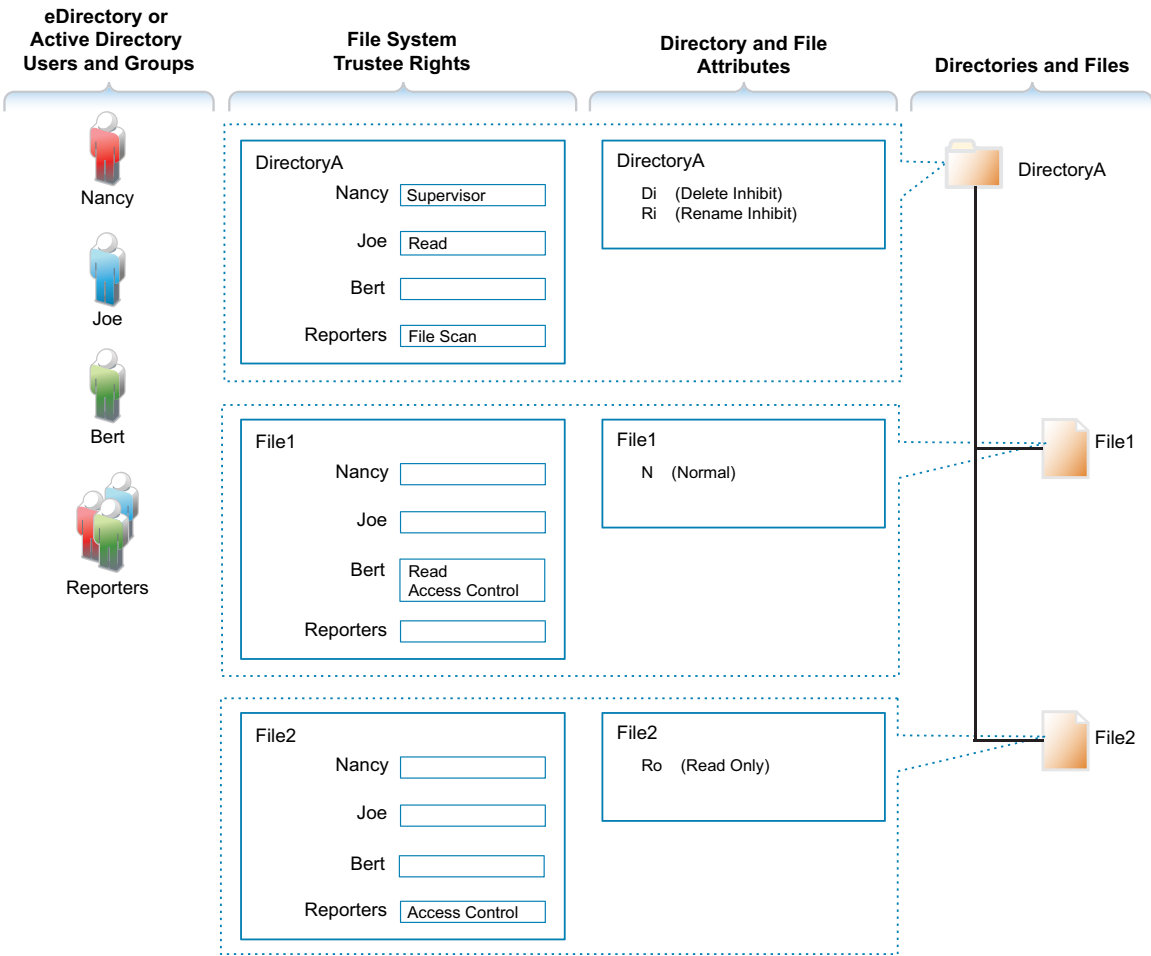 eDirectory or
Active Directory
Users and Groups
File System
Trustee Rights
Directory and File
Attributes
Directories and Files
Nancy
Joe
Bert
Reporters
DirectoryA
Nancy Supervisor
Joe Read
Bert
Reporters File Scan
DirectoryA
Di (Delete Inhibit)
Ri (Rename Inhibit)
DirectoryA
File1
Nancy
Joe
Bert Read
Access Control
Reporters
File1
N (Normal)
File1
File2
Nancy
Joe
Bert
Reporters Access Control
File2
Ro (Read Only)
File2